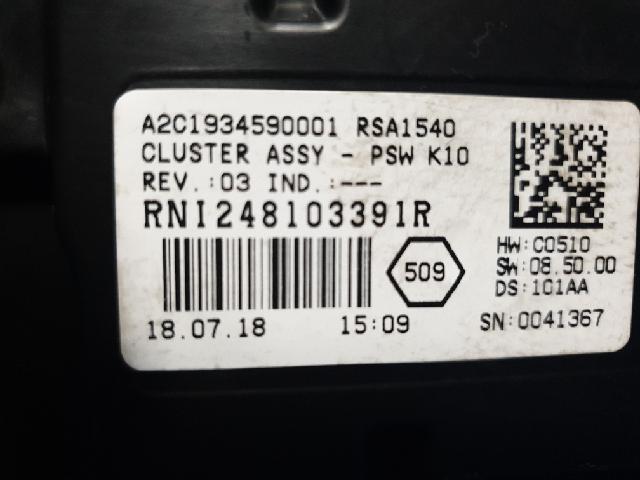 A2C1934590001 RSA1540
CLUSTER ASSY - PSW K10
REV.:03 IND.:---
RNI248103391R
509
HW:C0510
SW:08.50.00
DS:101AA
18.07.18 15:09
SN:0041367